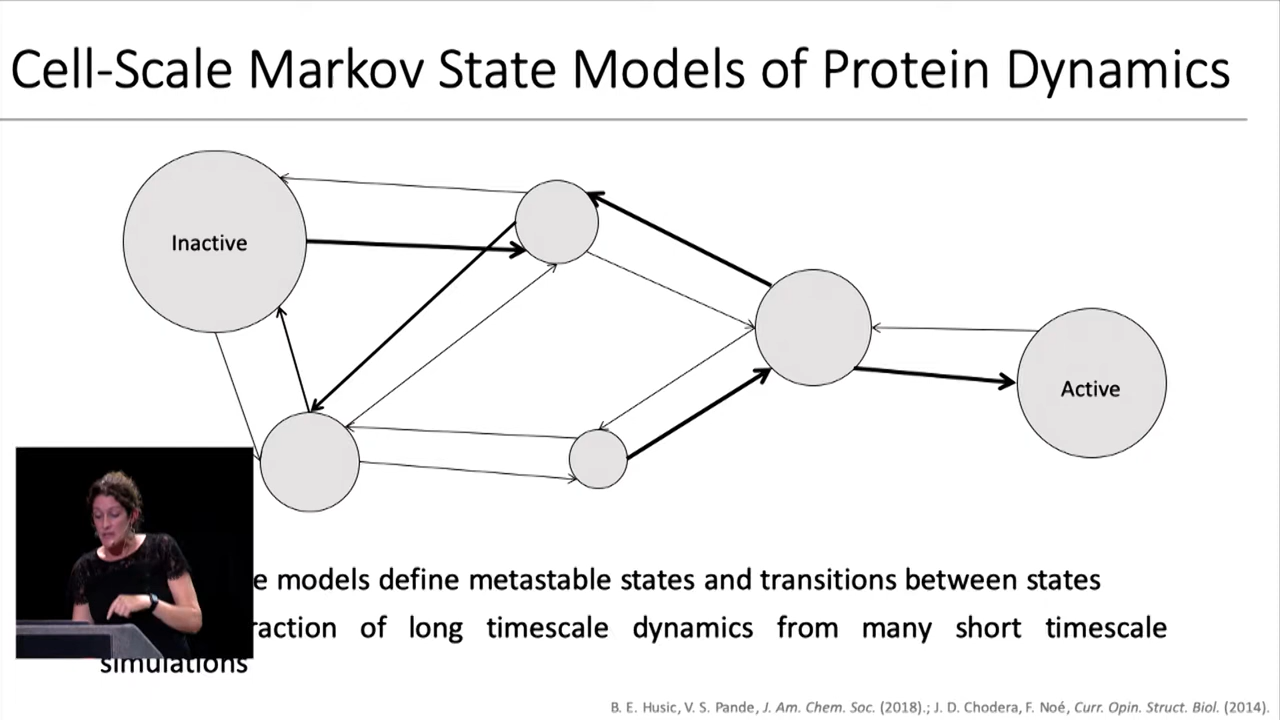 Cell-Scale Markov State Models of Protein Dynamics
Inactive
Active
models define metastable states and transitions between states
of long timescale dynamics from many short timescale
simulations
B. E. Husic, V. S. Pande, J. Am. Chem. Soc. (2018).; J. D. Chodera, F. Noé, Curr. Opin. Struct. Biol. (2014).